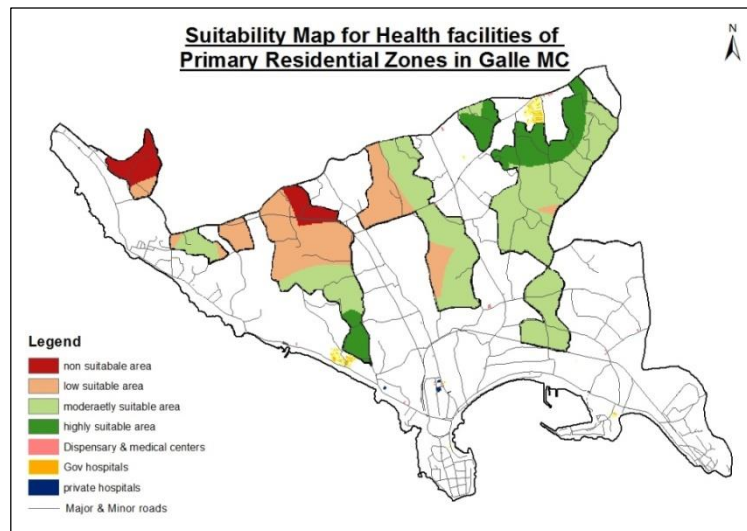 Suitability Map for Health facilities of
Primary Residential Zones in Galle MC
N
Legend
non suitabale area
low suitable area
moderaetly suitable area
highly suitable area
Dispensary & medical centers
Gov hospitals
private hospitals
Major & Minor roads